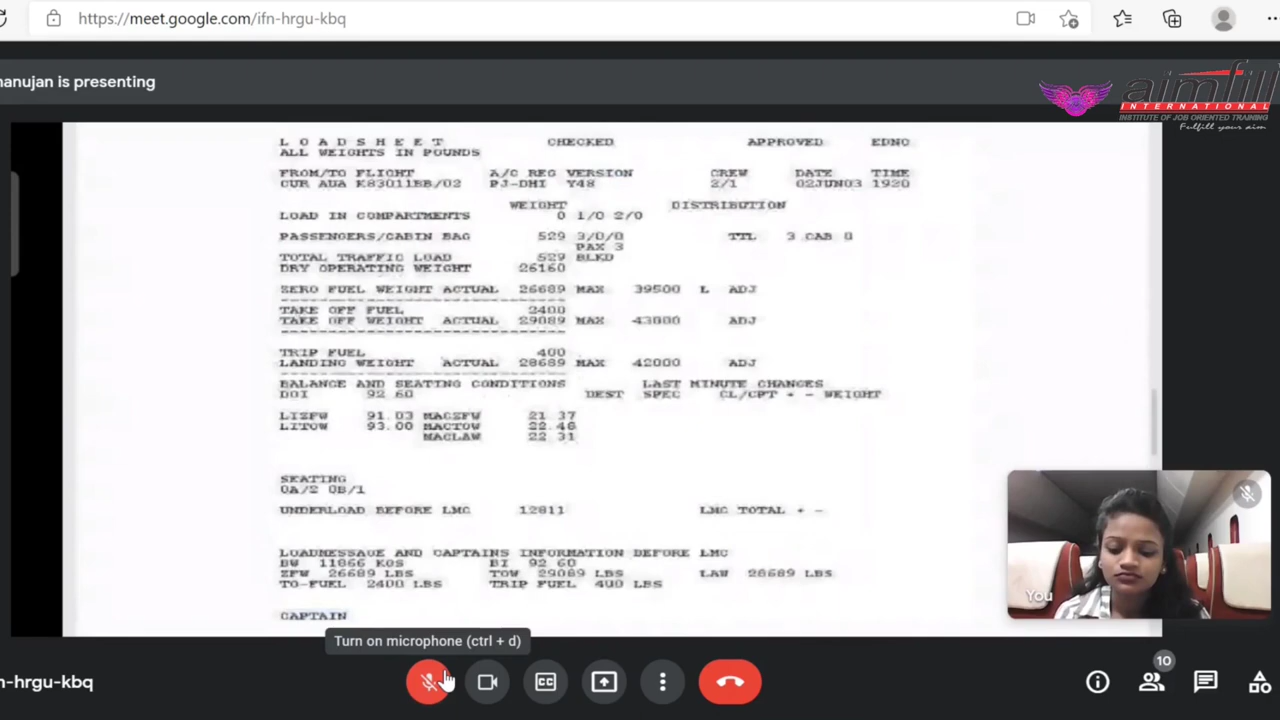 https://meet.google.com/ifn-hrgu-kbq
hanujan is presenting
aimfill
INTERNATIONAL
INSTITUTE OF JOB ORIENTED TRAINING
Fulfill your aim
L O A D S H E E T CHECKED APPROVED EDNO
ALL WEIGHTS IN POUNDS
FROM/TO FLIGHT A/C REG VERSION CREW DATE TIME
CUR AUA K83011BB/02 PJ-DHI Y48 2/1 02JUN03 1920
WEIGHT DISTRIBUTION
LOAD IN COMPARTMENTS 0 1/0 2/0
PASSENGERS/CABIN BAG 529 3/0/0 TTL 3 CAB 0
PAX 3
TOTAL TRAFFIC LOAD 529 BLKD
DRY OPERATING WEIGHT 26160
ZERO FUEL WEIGHT ACTUAL 26689 MAX 39500 L ADJ
TAKE OFF FUEL 2400
TAKE OFF WEIGHT ACTUAL 29089 MAX 43000 ADJ
TRIP FUEL 400
LANDING WEIGHT ACTUAL 28689 MAX 42000 ADJ
BALANCE AND SEATING CONDITIONS LAST MINUTE CHANGES
DOI 92.60 DEST SPEC CL/CPT + - WEIGHT
LIZFW 91.03 MACZFW 21.37
LITOW 93.00 MACTOW 22.46
MACLAW 22.31
SEATING
0A/2 0B/1
UNDERLOAD BEFORE LMC 12811 LMC TOTAL + -
LOADMESSAGE AND CAPTAINS INFORMATION BEFORE LMC
BW 11866 KGS BI 92.60
ZFW 26689 LBS TOW 29089 LBS LAW 28689 LBS
TO-FUEL 2400 LBS TRIP FUEL 400 LBS
CAPTAIN
You
Turn on microphone (ctrl + d)
n-hrgu-kbq
CC
10